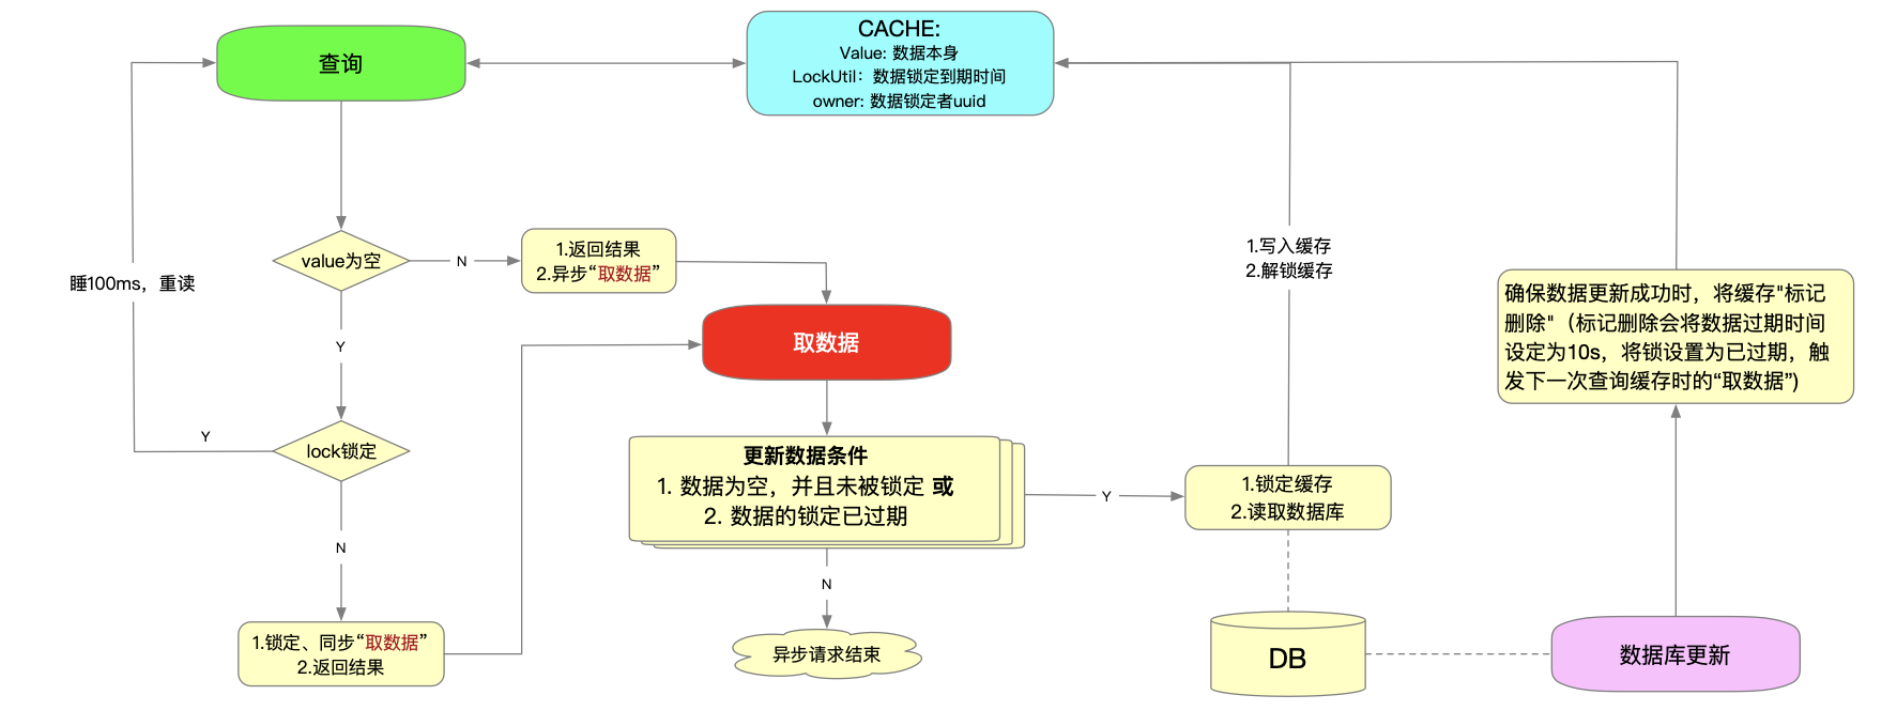 查询
CACHE:
Value: 数据本身
LockUtil：数据锁定到期时间
owner: 数据锁定者uuid
睡100ms，重读
value为空
N
1.返回结果
2.异步“取数据”
Y
lock锁定
Y
N
1.锁定、同步“取数据”
2.返回结果
取数据
更新数据条件
1. 数据为空，并且未被锁定 或
2. 数据的锁定已过期
N
异步请求结束
Y
1.写入缓存
2.解锁缓存
1.锁定缓存
2.读取数据库
DB
确保数据更新成功时，将缓存"标记
删除"（标记删除会将数据过期时间
设定为10s，将锁设置为已过期，触
发下一次查询缓存时的“取数据”)
数据库更新